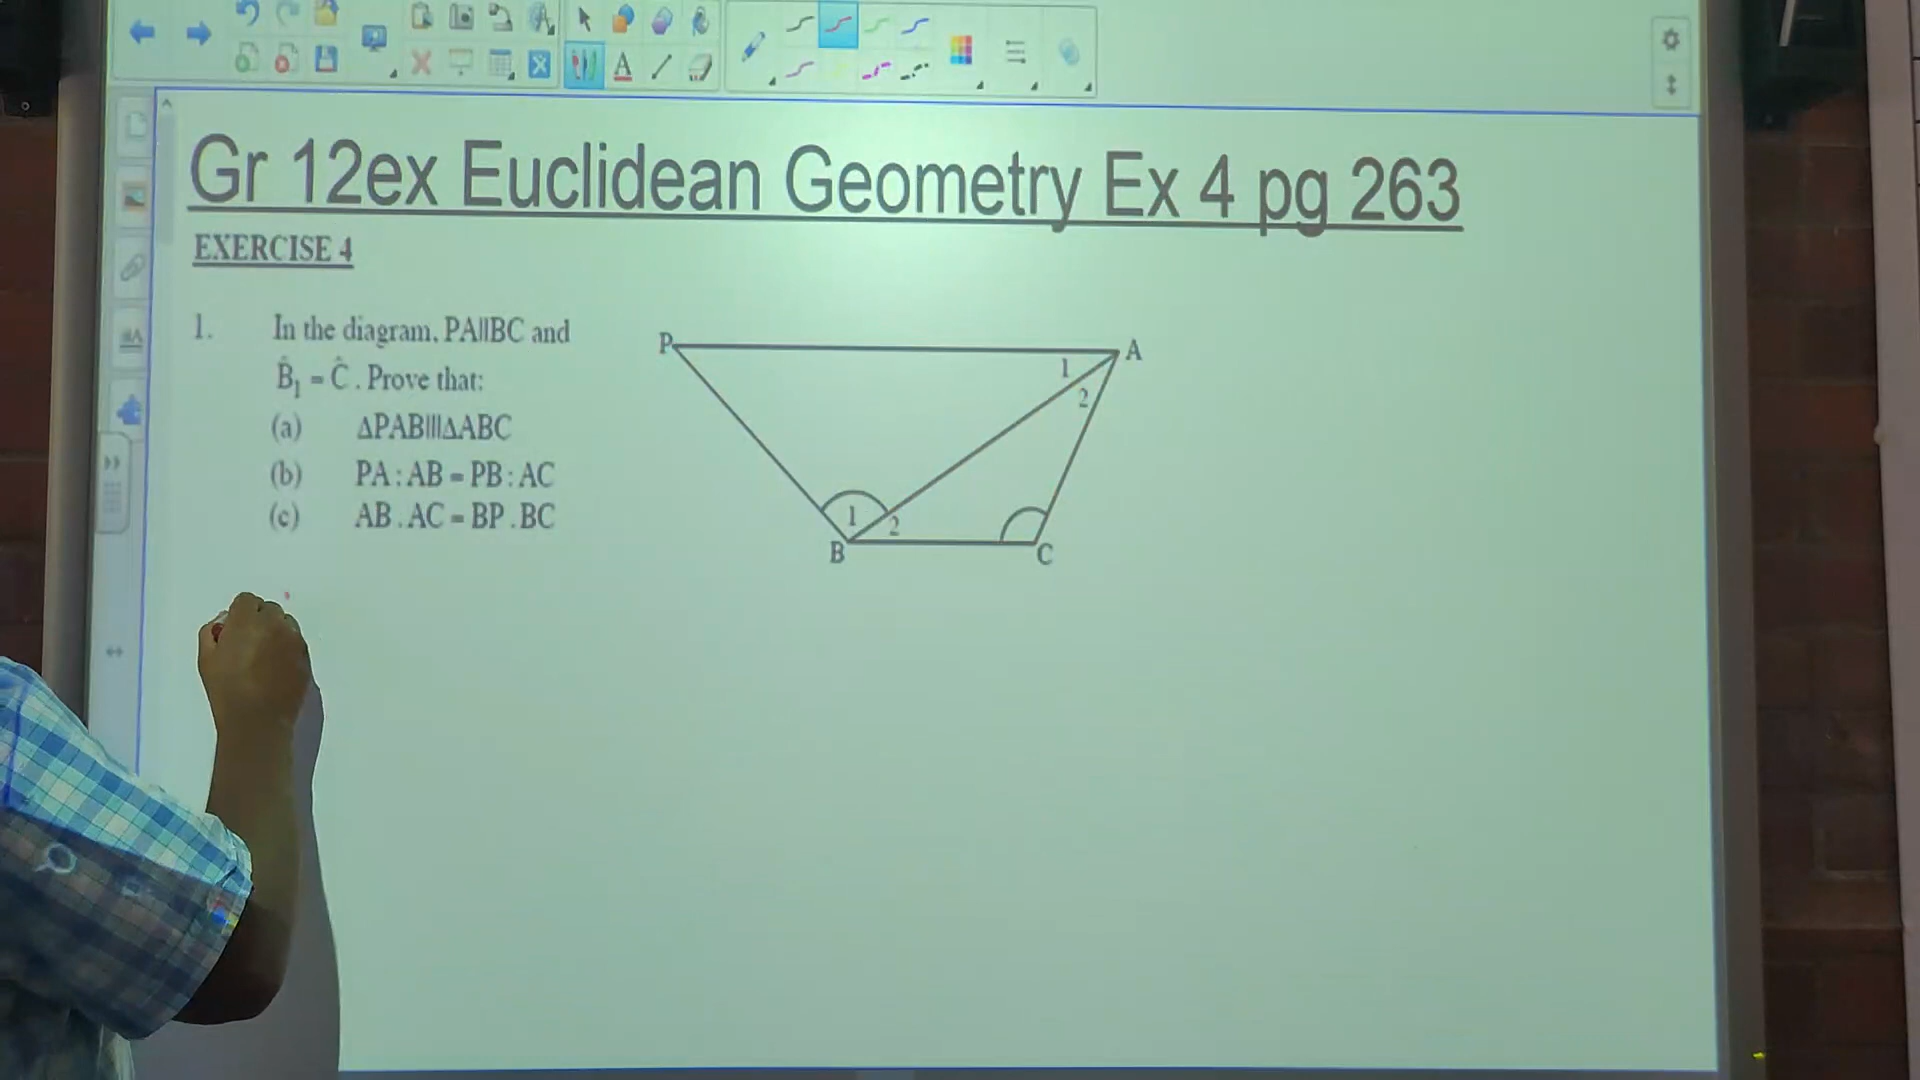 Gr 12ex Euclidean Geometry Ex 4 pg 263
EXERCISE 4
1. In the diagram, PA||BC and
B̂₁ = Ĉ . Prove that:
(a) ΔPAB|||ΔABC
(b) PA : AB = PB : AC
(c) AB . AC = BP . BC
P
A
1
2
1
2
B
C